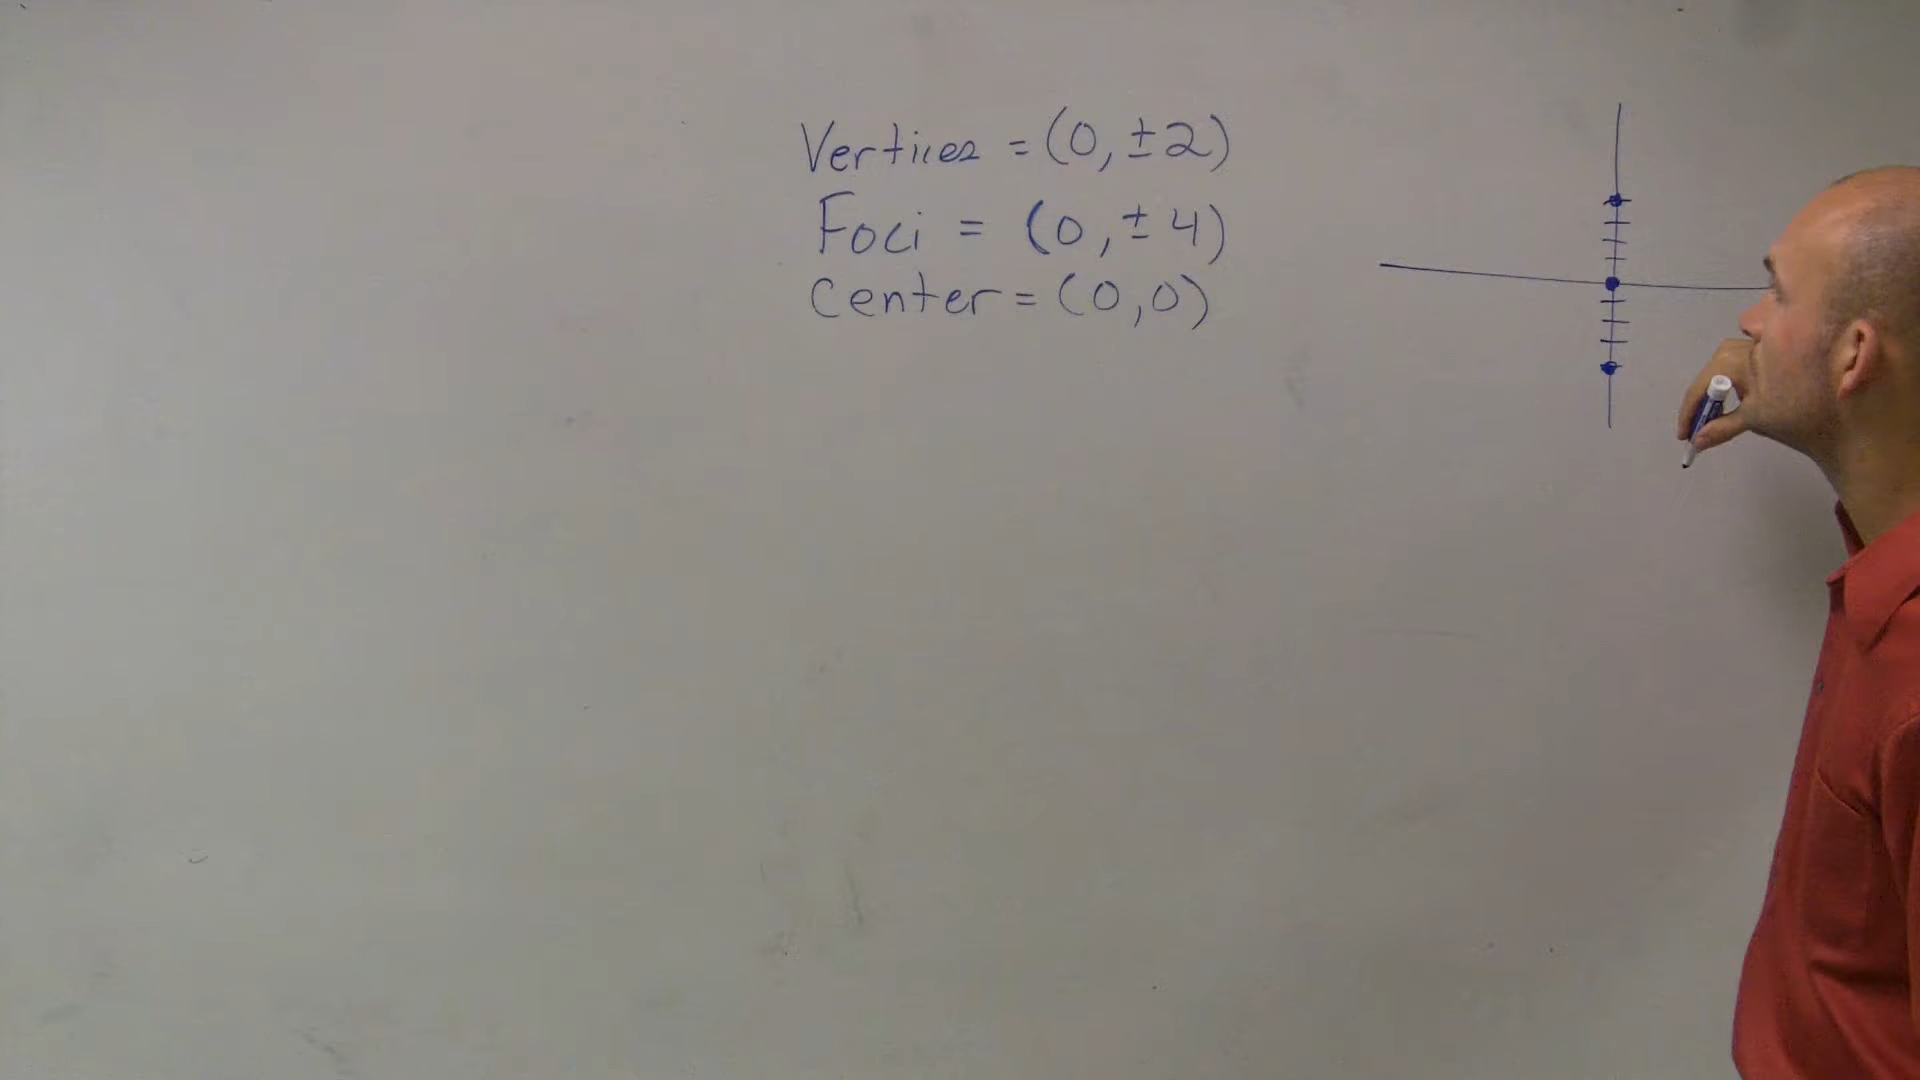 Vertices = (0, ±2)
Foci = (0, ±4)
Center = (0,0)